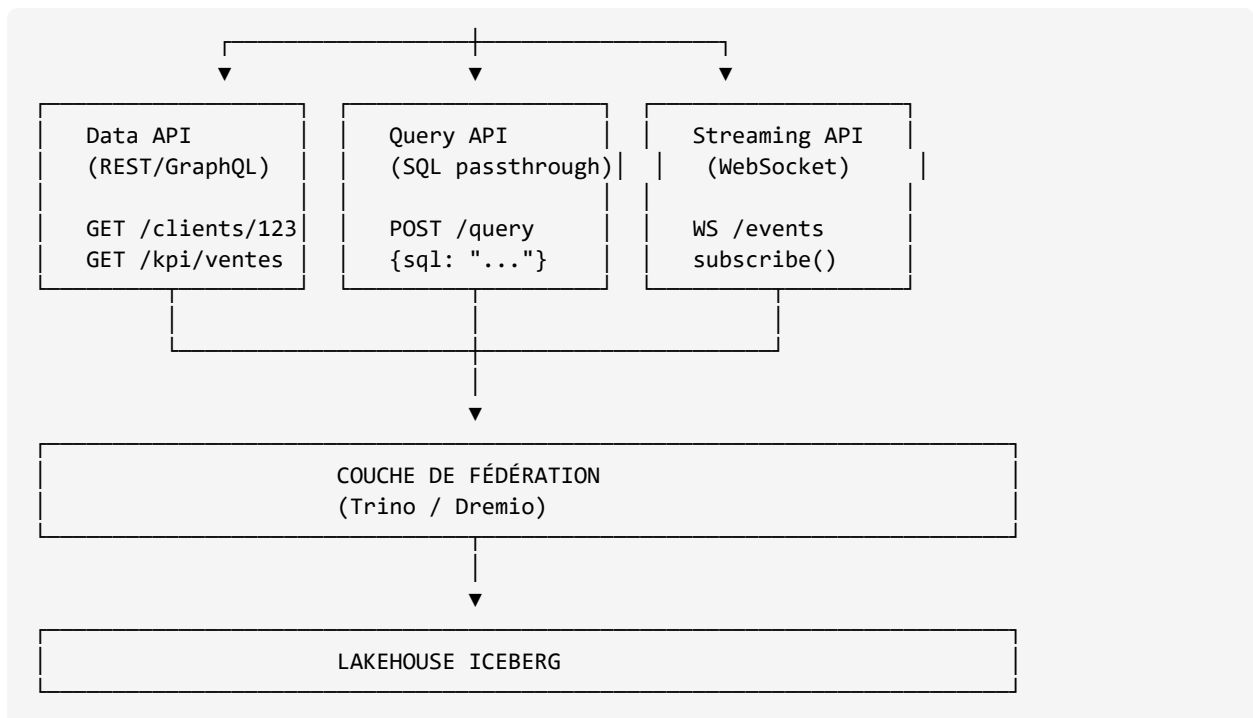 Data API
(REST/GraphQL)
GET /clients/123
GET /kpi/ventes
Query API
(SQL passthrough)
POST /query
{sql: "..."}
Streaming API
(WebSocket)
WS /events
subscribe()
COUCHE DE FÉDÉRATION
(Trino / Dremio)
LAKEHOUSE ICEBERG